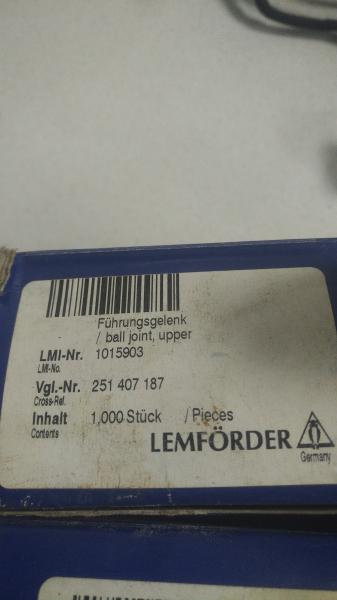 Führungsgelenk
/ ball joint, upper
LMI-Nr. 1015903
LMI-No.
Vgl.-Nr. 251 407 187
Cross-Ref.
Inhalt 1,000 Stück / Pieces
Contents
LEMFÖRDER
Germany